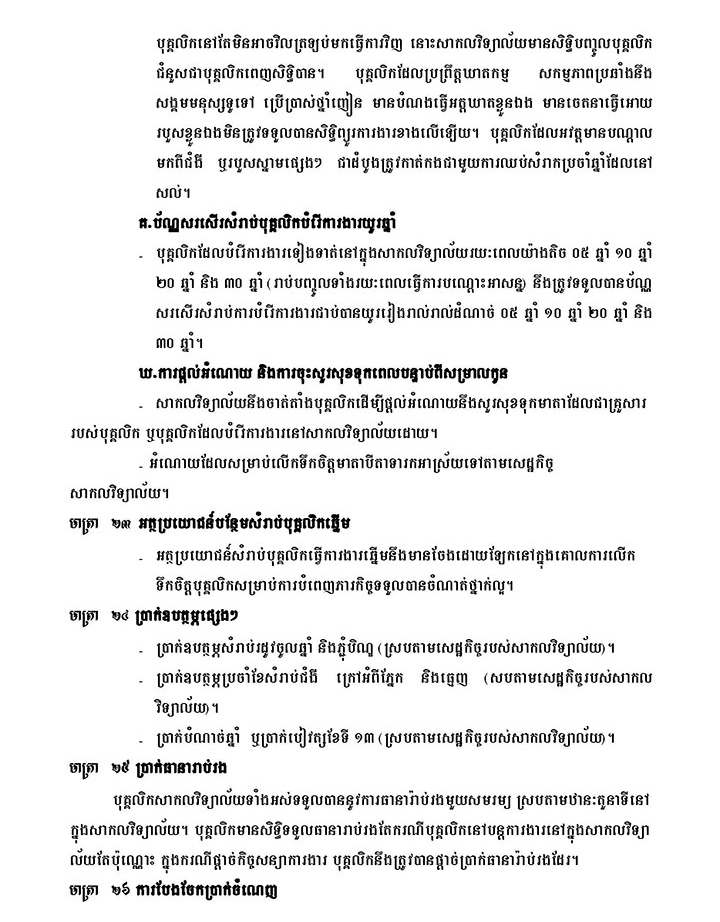 បុគ្គលិកនៅតែមិនអាចវិលត្រឡប់មកធ្វើការវិញ នោះសាកលវិទ្យាល័យមានសិទ្ធិបញ្ចូលបុគ្គលិក
ជំនួសជាបុគ្គលិកពេញសិទ្ធិបាន។ បុគ្គលិកដែលប្រព្រឹត្តឃាតកម្ម សកម្មភាពប្រឆាំងនឹង
សង្គមមនុស្សទូទៅ ប្រើប្រាស់ថ្នាំញៀន មានបំណងធ្វើអត្តឃាតខ្លួនឯង មានចេតនាធ្វើអោយ
របួសខ្លួនឯងមិនត្រូវទទួលបានសិទ្ធិព្យួរការងារខាងលើឡើយ។ បុគ្គលិកដែលអវត្តមានបណ្តាល
មកពីជំងឺ ឬរបួសស្នាមផ្សេងៗ ជាដំបូងត្រូវកាត់កងជាមួយការឈប់សំរាកប្រចាំឆ្នាំដែលនៅ
សល់។
គ.ប័ណ្ណសរសើរសំរាប់បុគ្គលិកបំរើការងារយូរឆ្នាំ
- បុគ្គលិកដែលបំរើការងារទៀងទាត់នៅក្នុងសាកលវិទ្យាល័យរយៈពេលយ៉ាងតិច ០៥ ឆ្នាំ ១០ ឆ្នាំ
២០ ឆ្នាំ និង ៣០ ឆ្នាំ (រាប់បញ្ចូលទាំងរយៈពេលធ្វើការបណ្តោះអាសន្ន) នឹងត្រូវទទួលបានប័ណ្ណ
សរសើរសំរាប់ការបំរើការងារជាប់បានយូររៀងរាល់រាល់ដំណាច់ ០៥ ឆ្នាំ ១០ ឆ្នាំ ២០ ឆ្នាំ និង
៣០ ឆ្នាំ។
ឃ.ការផ្តល់អំណោយ និងការចុះសួរសុខទុកពេលបន្ទាប់ពីសម្រាលកូន
- សាកលវិទ្យាល័យនឹងចាត់តាំងបុគ្គលិកដើម្បីផ្តល់អំណោយនឹងសួរសុខទុកមាតាដែលជាគ្រួសារ
របស់បុគ្គលិក ឬបុគ្គលិកដែលបំរើការងារនៅសាកលវិទ្យាល័យដោយ។
- អំណោយដែលសម្រាប់លើកទឹកចិត្តមាតាបីតាទារកអាស្រ័យទៅតាមសេដ្ឋកិច្ច
សាកលវិទ្យាល័យ។
មាត្រា ២៣ អត្ថប្រយោជន៍បន្ថែមសំរាប់បុគ្គលិកឆ្នើម
- អត្ថប្រយោជន៍សំរាប់បុគ្គលិកធ្វើការងារឆ្នើមនឹងមានចែងដោយឡែកនៅក្នុងគោលការលើក
ទឹកចិត្តបុគ្គលិកសម្រាប់ការបំពេញភារកិច្ចទទួលបានចំណាត់ថ្នាក់ល្អ។
មាត្រា ២៤ ប្រាក់ឧបត្ថម្ភផ្សេងៗ
- ប្រាក់ឧបត្ថម្ភសំរាប់រដូវចូលឆ្នាំ និងភ្ជុំបិណ្ឌ (ស្របតាមសេដ្ឋកិច្ចរបស់សាកលវិទ្យាល័យ)។
- ប្រាក់ឧបត្ថម្ភប្រចាំខែសំរាប់ជំងឺ ក្រៅអំពីភ្នែក និងធ្មេញ (សបតាមសេដ្ឋកិច្ចរបស់សាកល
វិទ្យាល័យ)។
- ប្រាក់បំណាច់ឆ្នាំ ឬប្រាក់បៀវត្សខែទី ១៣ (ស្របតាមសេដ្ឋកិច្ចរបស់សាកលវិទ្យាល័យ)។
មាត្រា ២៥ ប្រាក់ធានារ៉ាប់រង
បុគ្គលិកសាកលវិទ្យាល័យទាំងអស់ទទួលបាននូវការធានារ៉ាប់រងមួយសមរម្យ ស្របតាមឋានៈតួនាទីនៅ
ក្នុងសាកលវិទ្យាល័យ។ បុគ្គលិកមានសិទ្ធិទទួលធានារ៉ាប់រងតែករណីបុគ្គលិកនៅបន្តការងារនៅក្នុងសាកលវិទ្យា
ល័យតែប៉ុណ្ណោះ ក្នុងករណីផ្តាច់កិច្ចសន្យាការងារ បុគ្គលិកនឹងត្រូវបានផ្តាច់ប្រាក់ធានារ៉ាប់រងដែរ។
មាត្រា ២៦ ការបែងចែកប្រាក់ចំណេញ